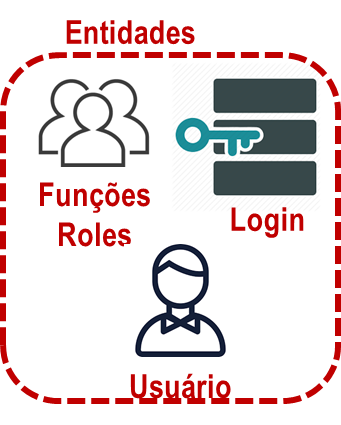 Entidades
Funções
Roles
Login
Usuário